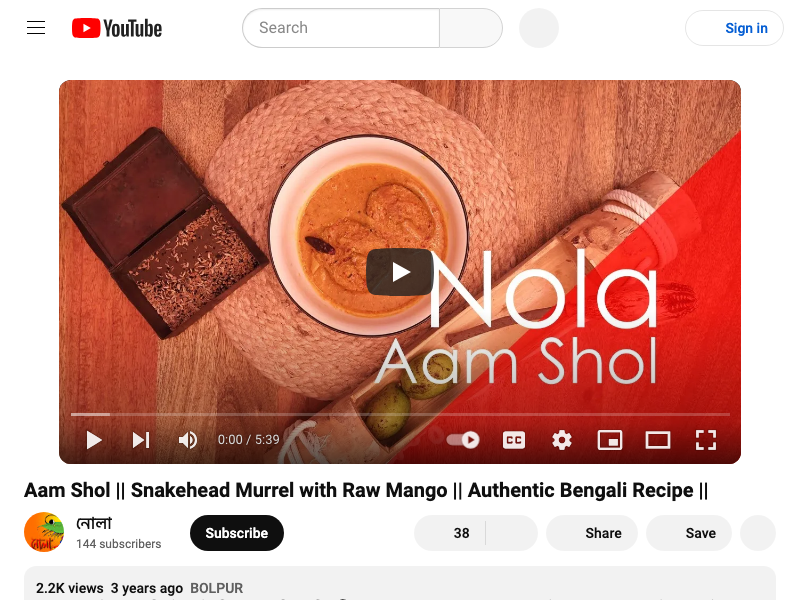 YouTube
Search
Sign in
Nola
Aam Shol
0:00 / 5:39
CC
Aam Shol || Snakehead Murrel with Raw Mango || Authentic Bengali Recipe ||
নোলা
144 subscribers
Subscribe
38
Share
Save
2.2K views 3 years ago BOLPUR